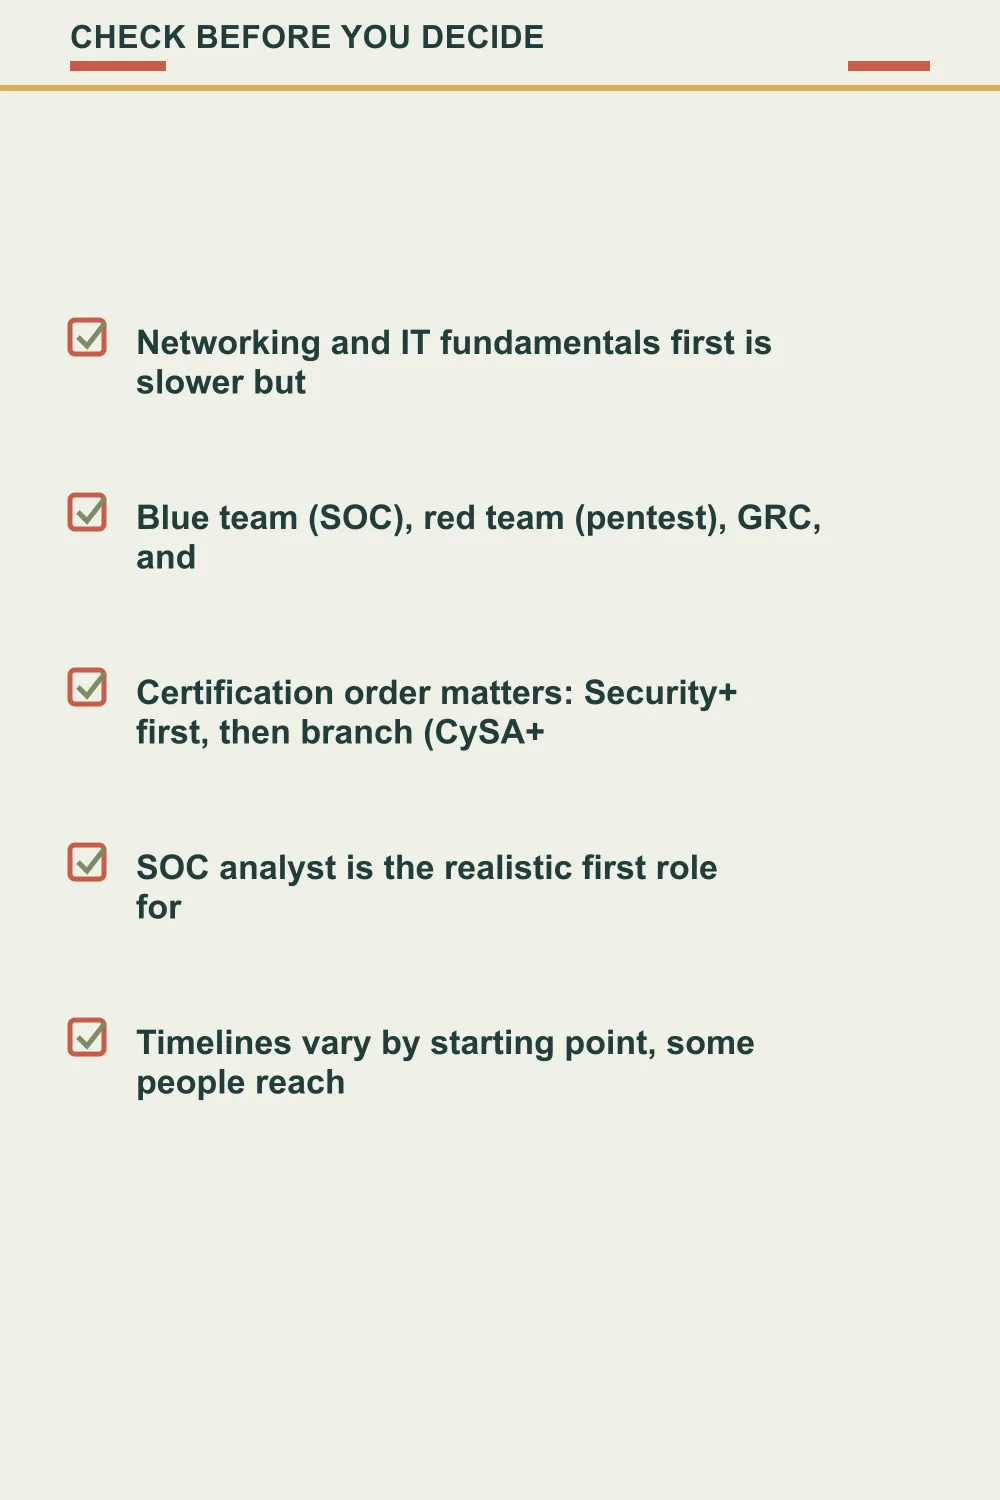 CHECK BEFORE YOU DECIDE
Networking and IT fundamentals first is
slower but
Blue team (SOC), red team (pentest), GRC,
and
Certification order matters: Security+
first, then branch (CySA+
SOC analyst is the realistic first role
for
Timelines vary by starting point, some
people reach